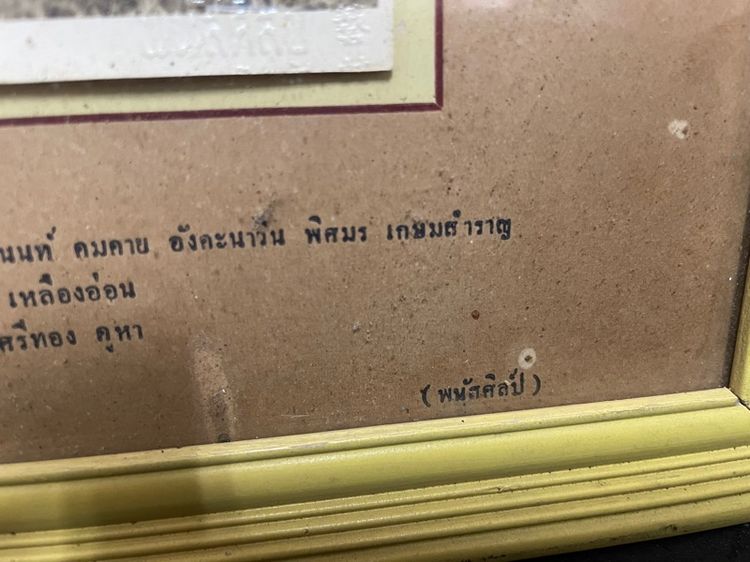 นนท์ คมคาย อังคะนาวิน พิศมร เกษมสำราญ
เหลืองอ่อน
ศรีทอง คูหา
(พนัสศิลป์)